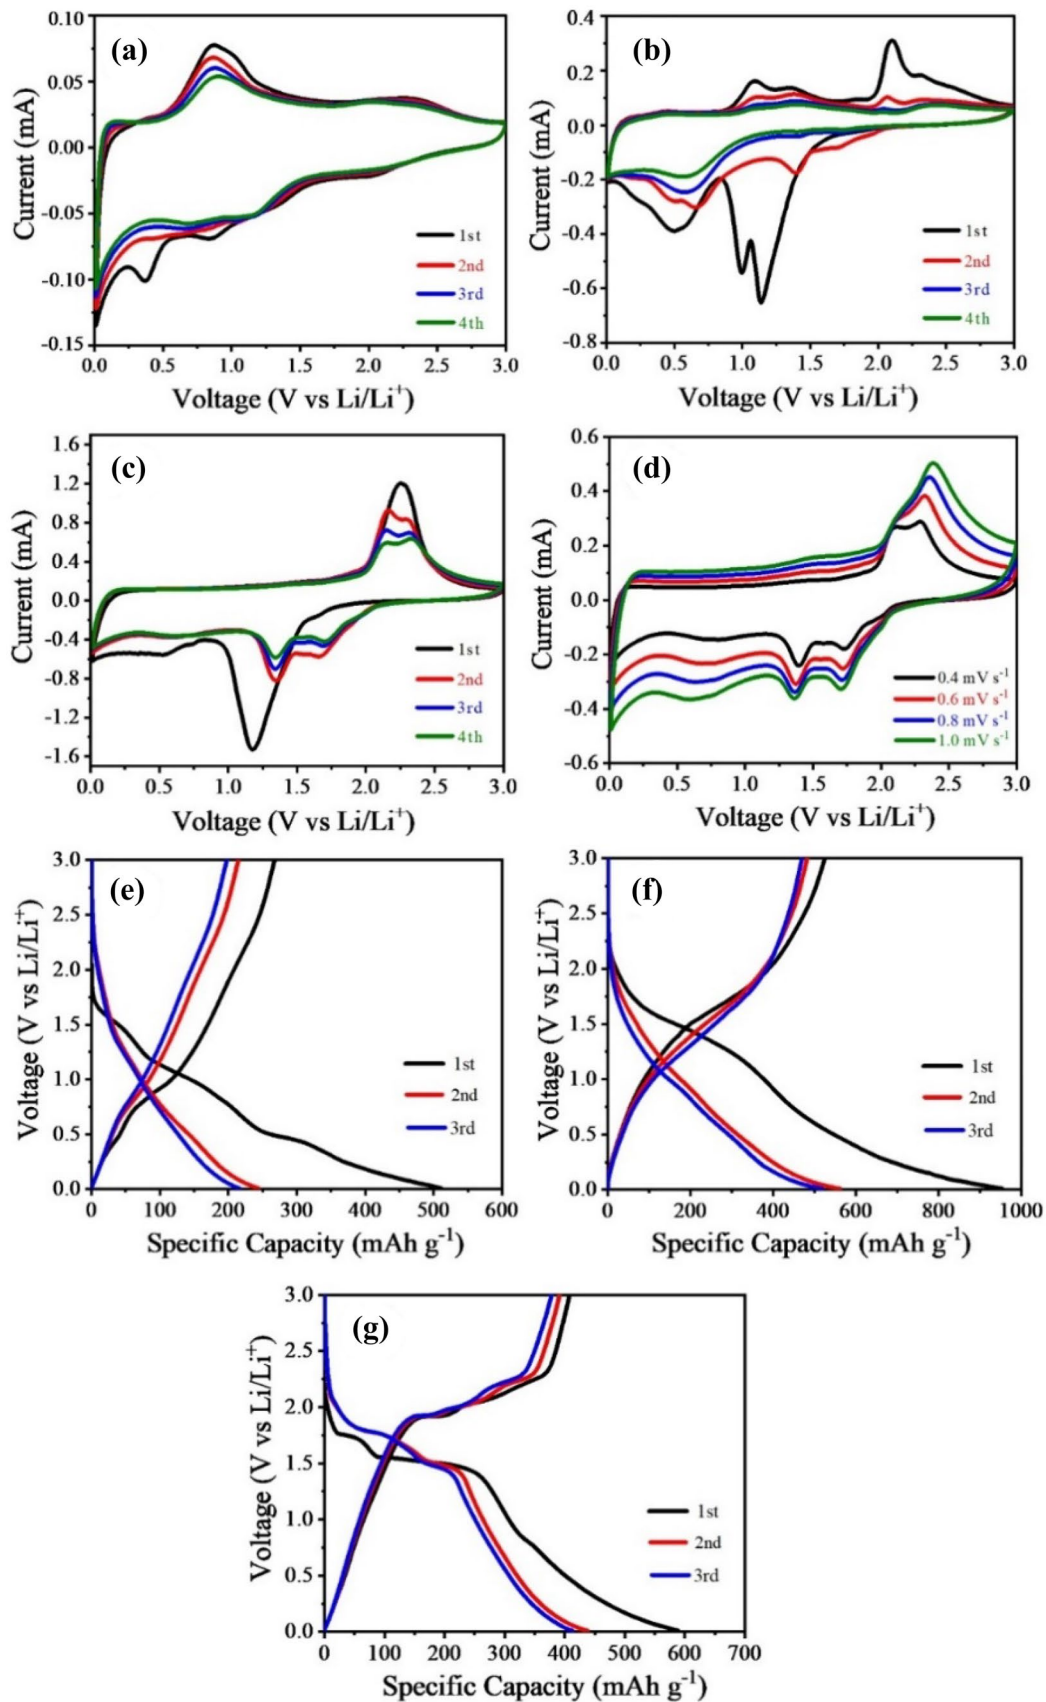 (a)
0.10
0.05
0.00
-0.05
-0.10
-0.15
Current (mA)
1st
2nd
3rd
4th
0.0 0.5 1.0 1.5 2.0 2.5 3.0
Voltage (V vs Li/Li⁺)
(b)
0.4
0.2
0.0
-0.2
-0.4
-0.6
-0.8
Current (mA)
1st
2nd
3rd
4th
0.0 0.5 1.0 1.5 2.0 2.5 3.0
Voltage (V vs Li/Li⁺)
(c)
1.6
1.2
0.8
0.4
0.0
-0.4
-0.8
-1.2
-1.6
Current (mA)
1st
2nd
3rd
4th
0.0 0.5 1.0 1.5 2.0 2.5 3.0
Voltage (V vs Li/Li⁺)
(d)
0.6
0.4
0.2
0.0
-0.2
-0.4
-0.6
Current (mA)
0.4 mV s⁻¹
0.6 mV s⁻¹
0.8 mV s⁻¹
1.0 mV s⁻¹
0.0 0.5 1.0 1.5 2.0 2.5 3.0
Voltage (V vs Li/Li⁺)
(e)
3.0
2.5
2.0
1.5
1.0
0.5
0.0
Voltage (V vs Li/Li⁺)
1st
2nd
3rd
0 100 200 300 400 500 600
Specific Capacity (mAh g⁻¹)
(f)
3.0
2.5
2.0
1.5
1.0
0.5
0.0
Voltage (V vs Li/Li⁺)
1st
2nd
3rd
0 200 400 600 800 1000
Specific Capacity (mAh g⁻¹)
(g)
3.0
2.5
2.0
1.5
1.0
0.5
0.0
Voltage (V vs Li/Li⁺)
1st
2nd
3rd
0 100 200 300 400 500 600 700
Specific Capacity (mAh g⁻¹)